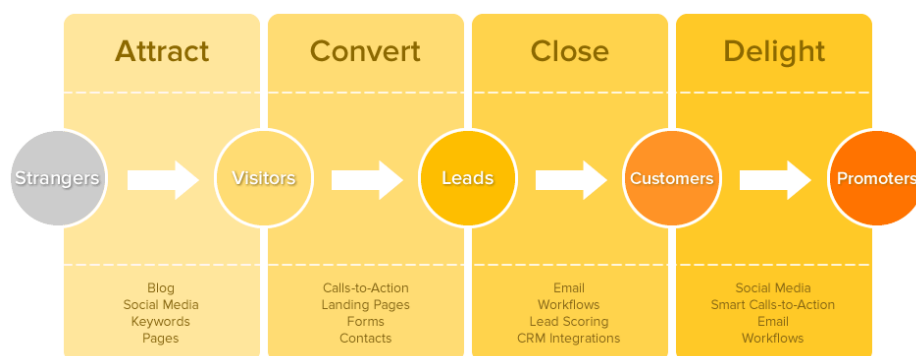 Attract
Convert
Close
Delight
Strangers
Visitors
Leads
Customers
Promoters
Blog
Social Media
Keywords
Pages
Calls-to-Action
Landing Pages
Forms
Contacts
Email
Workflows
Lead Scoring
CRM Integrations
Social Media
Smart Calls-to-Action
Email
Workflows